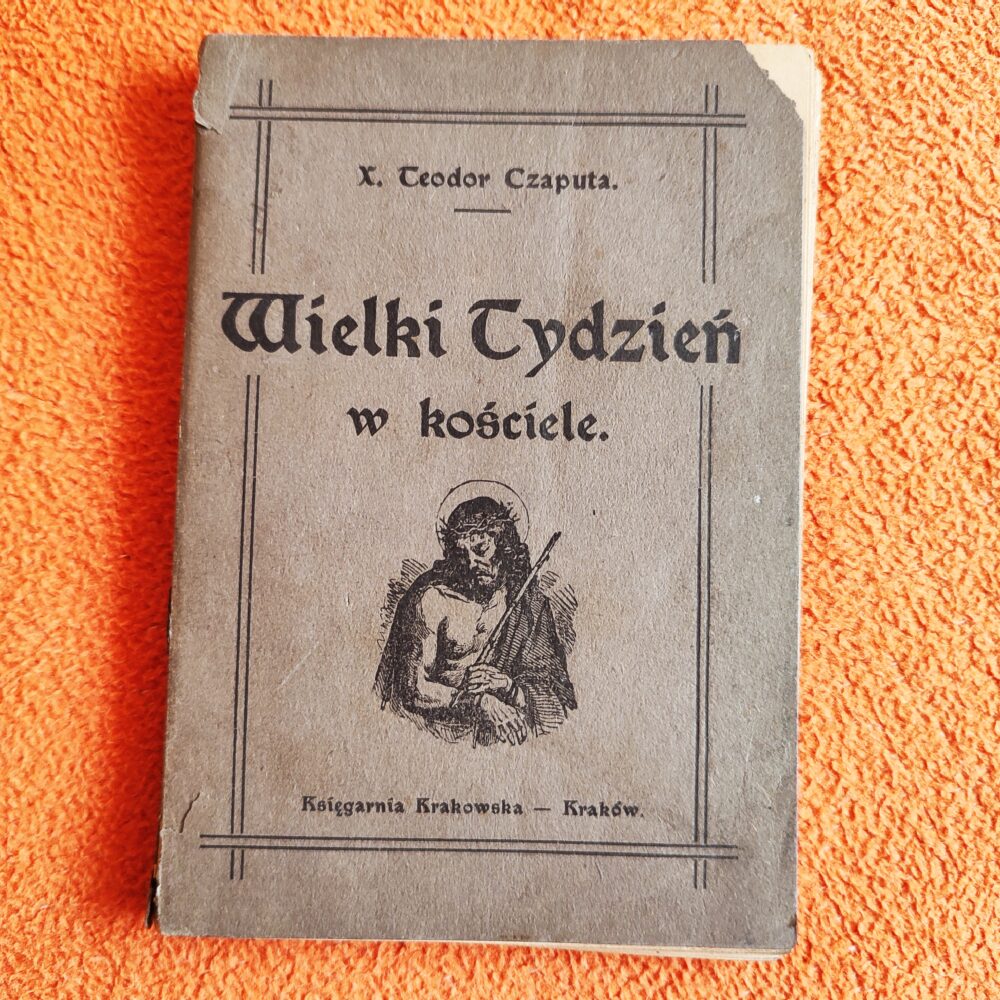 X. Teodor Czaputa.
Wielki Tydzień
w kościele.
Księgarnia Krakowska — Kraków.